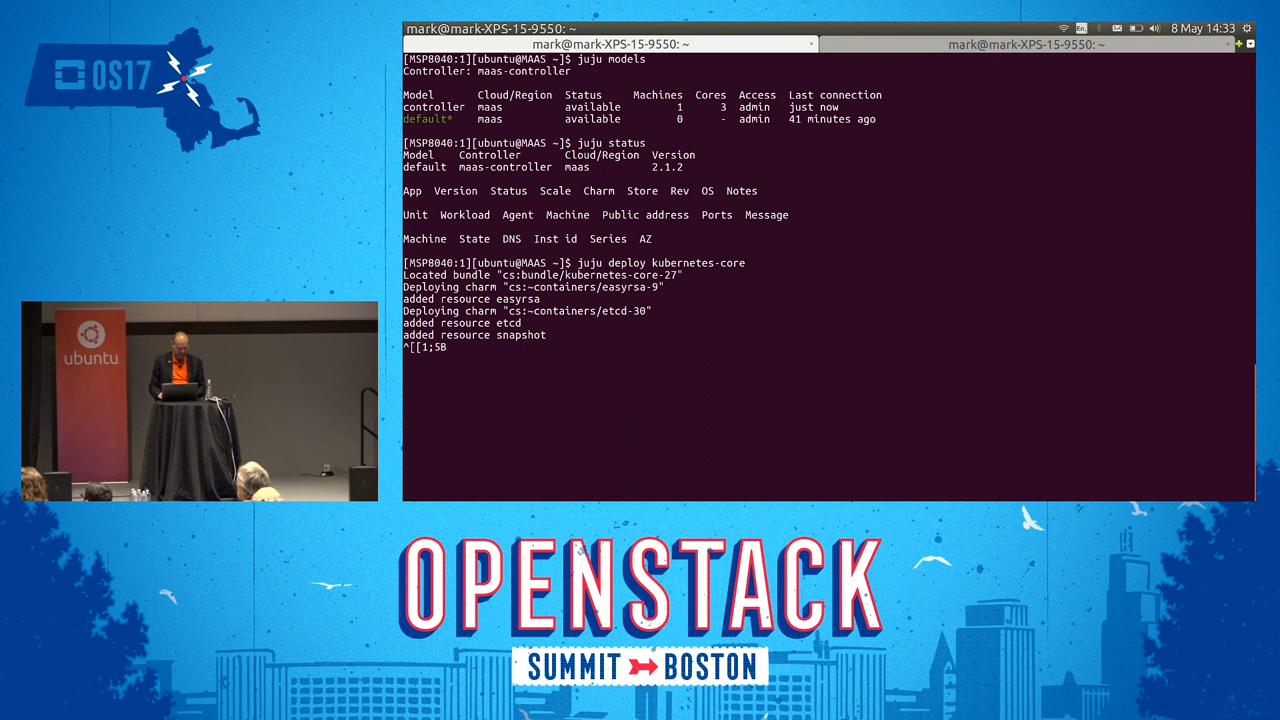 OS17
mark@mark-XPS-15-9550: ~
En
8 May 14:33
mark@mark-XPS-15-9550: ~ ×
mark@mark-XPS-15-9550: ~ ×
[MSP8040:1][ubuntu@MAAS ~]$ juju models
Controller: maas-controller
Model Cloud/Region Status Machines Cores Access Last connection
controller maas available 1 3 admin just now
default* maas available 0 - admin 41 minutes ago
[MSP8040:1][ubuntu@MAAS ~]$ juju status
Model Controller Cloud/Region Version
default maas-controller maas 2.1.2
App Version Status Scale Charm Store Rev OS Notes
Unit Workload Agent Machine Public address Ports Message
Machine State DNS Inst id Series AZ
[MSP8040:1][ubuntu@MAAS ~]$ juju deploy kubernetes-core
Located bundle "cs:bundle/kubernetes-core-27"
Deploying charm "cs:~containers/easyrsa-9"
added resource easyrsa
Deploying charm "cs:~containers/etcd-30"
added resource etcd
added resource snapshot
^[[1;5B
ubuntu
OPENSTACK
SUMMIT BOSTON